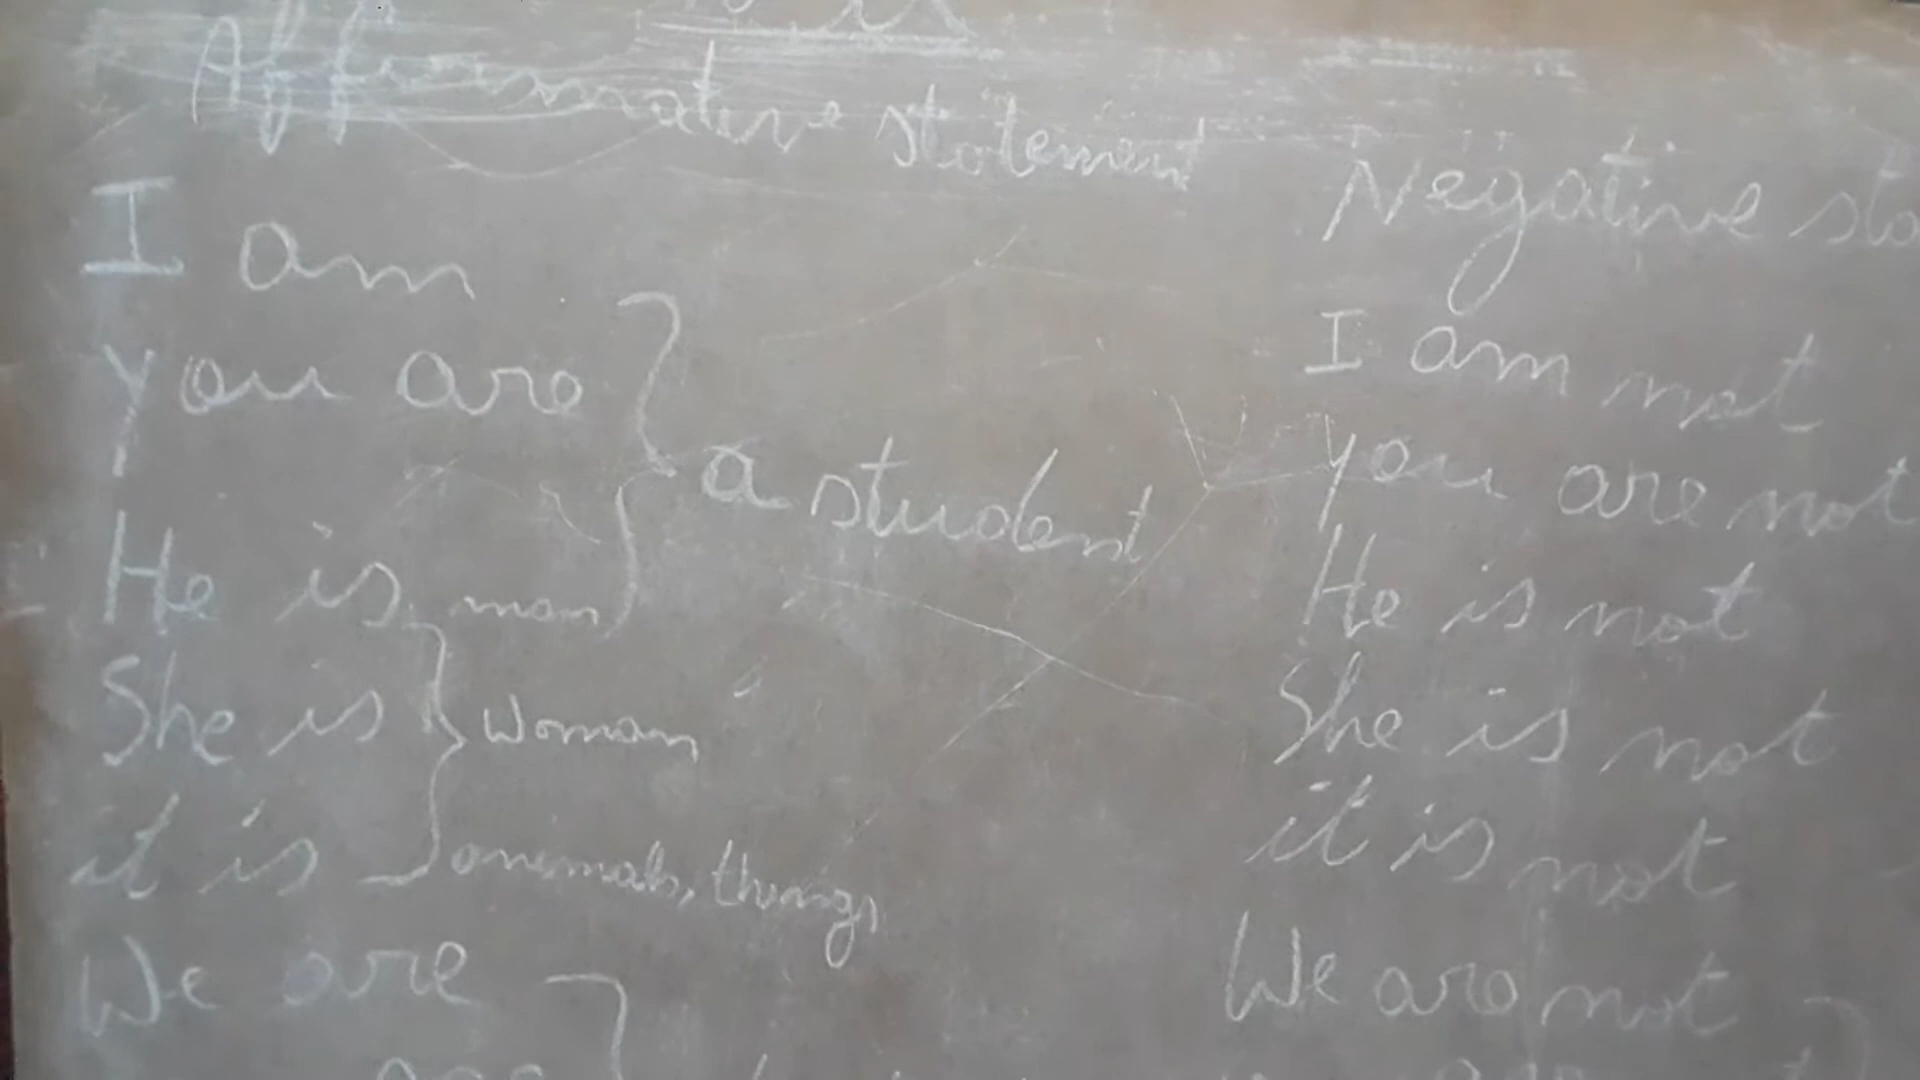 is
Affirmative statement
I am
you are
a student
He is man
She is woman
it is animals, things
We are
Negative
I am not
you are not
He is not
She is not
it is not
We are not